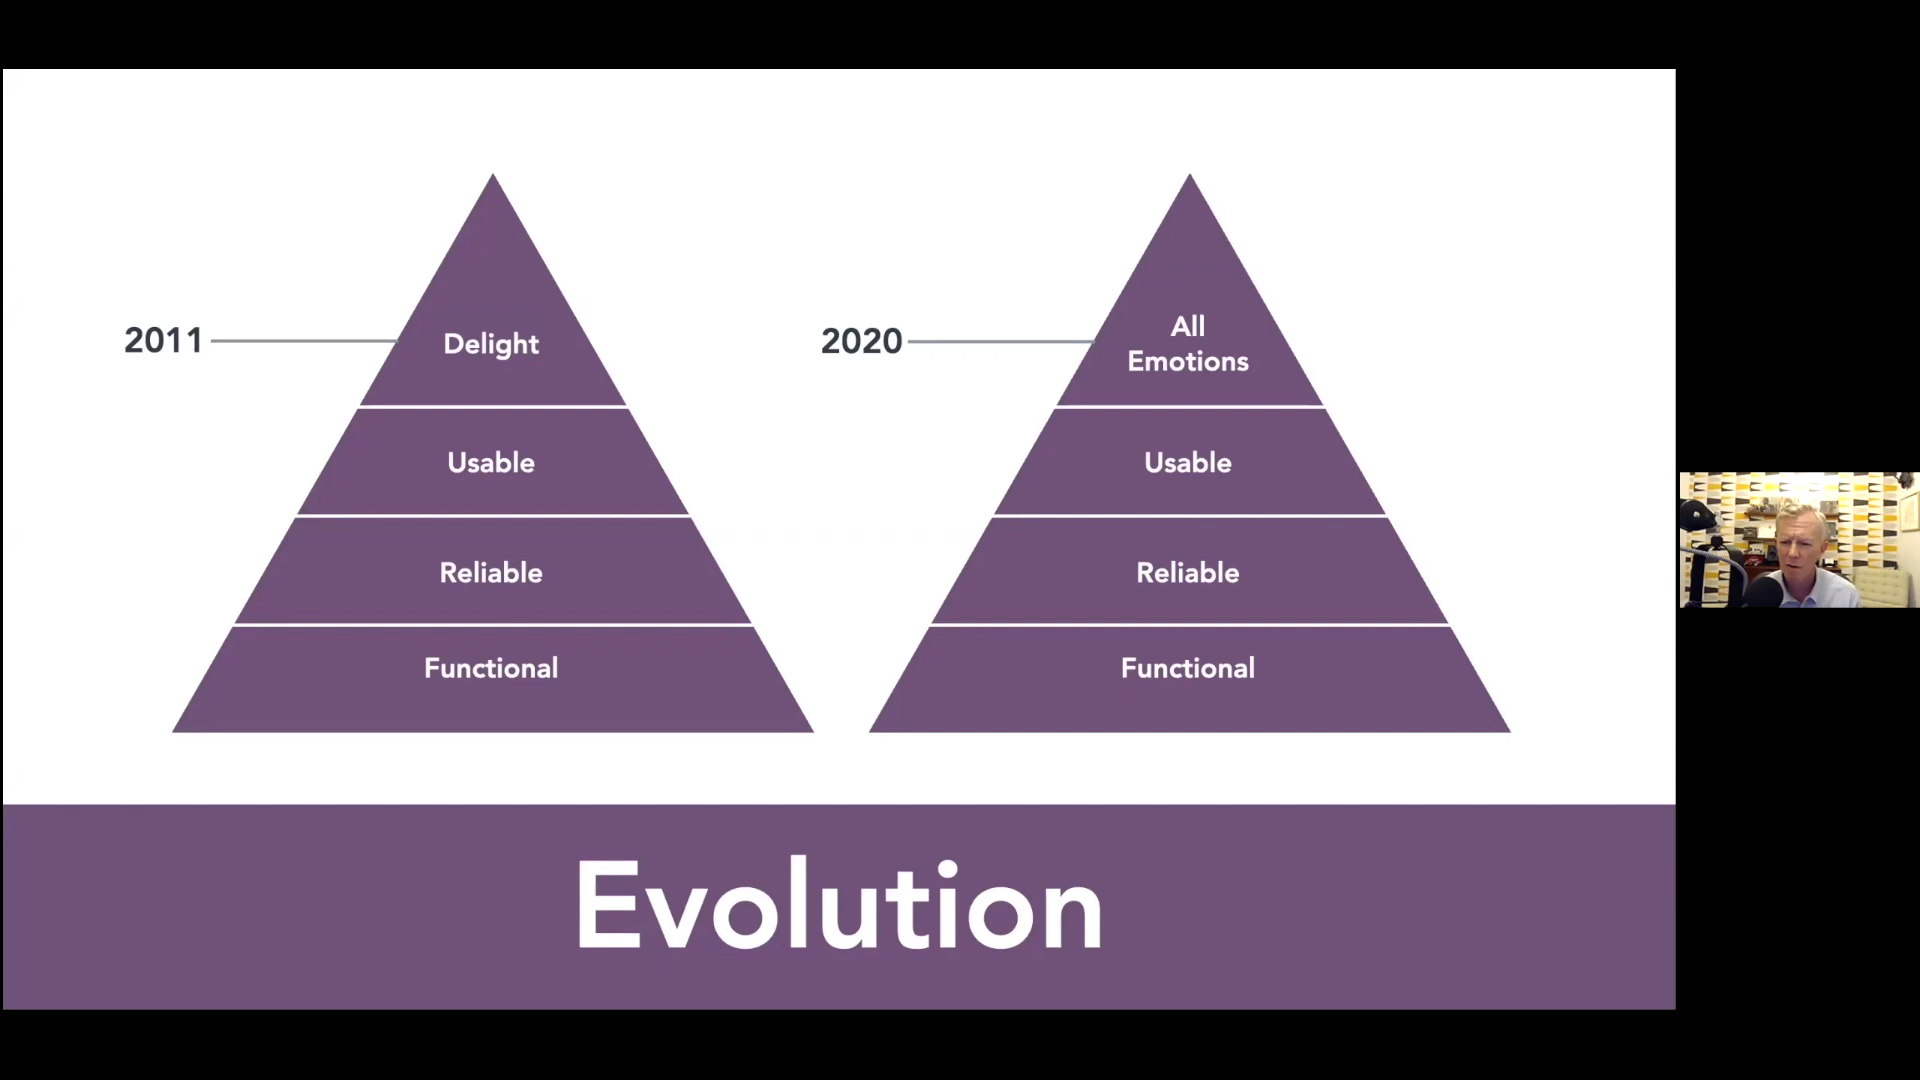 2011
Delight
Usable
Reliable
Functional
2020
All
Emotions
Usable
Reliable
Functional
Evolution